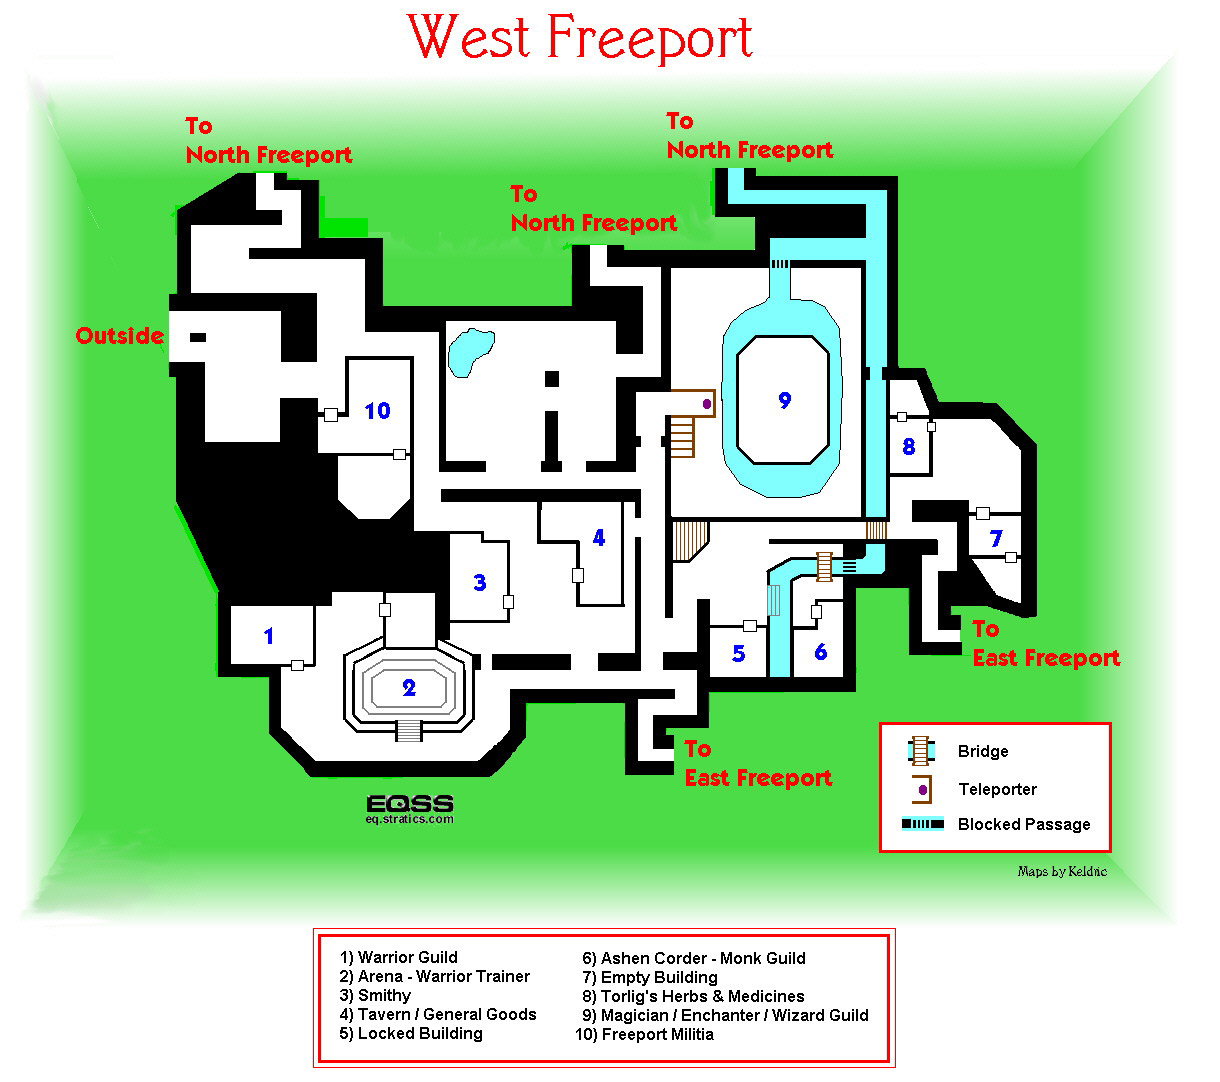 West Freeport
To
North Freeport
To
North Freeport
To
North Freeport
Outside
10
9
8
7
4
3
1
2
5
6
To
East Freeport
To
East Freeport
EQSS
eq.stratics.com
Bridge
Teleporter
Blocked Passage
Maps by Keldric
1) Warrior Guild
2) Arena - Warrior Trainer
3) Smithy
4) Tavern / General Goods
5) Locked Building
6) Ashen Corder - Monk Guild
7) Empty Building
8) Torlig's Herbs & Medicines
9) Magician / Enchanter / Wizard Guild
10) Freeport Militia